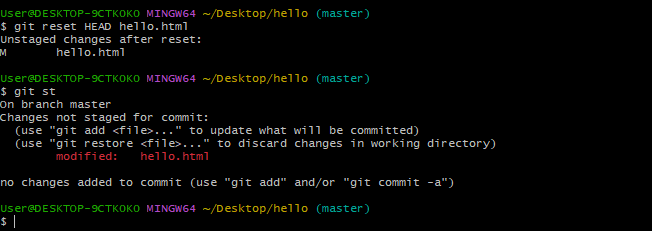 User@DESKTOP-9CTKOKO MINGW64 ~/Desktop/hello (master)
$ git reset HEAD hello.html
Unstaged changes after reset:
M       hello.html

User@DESKTOP-9CTKOKO MINGW64 ~/Desktop/hello (master)
$ git st
On branch master
Changes not staged for commit:
  (use "git add <file>..." to update what will be committed)
  (use "git restore <file>..." to discard changes in working directory)
        modified:   hello.html

no changes added to commit (use "git add" and/or "git commit -a")

User@DESKTOP-9CTKOKO MINGW64 ~/Desktop/hello (master)
$